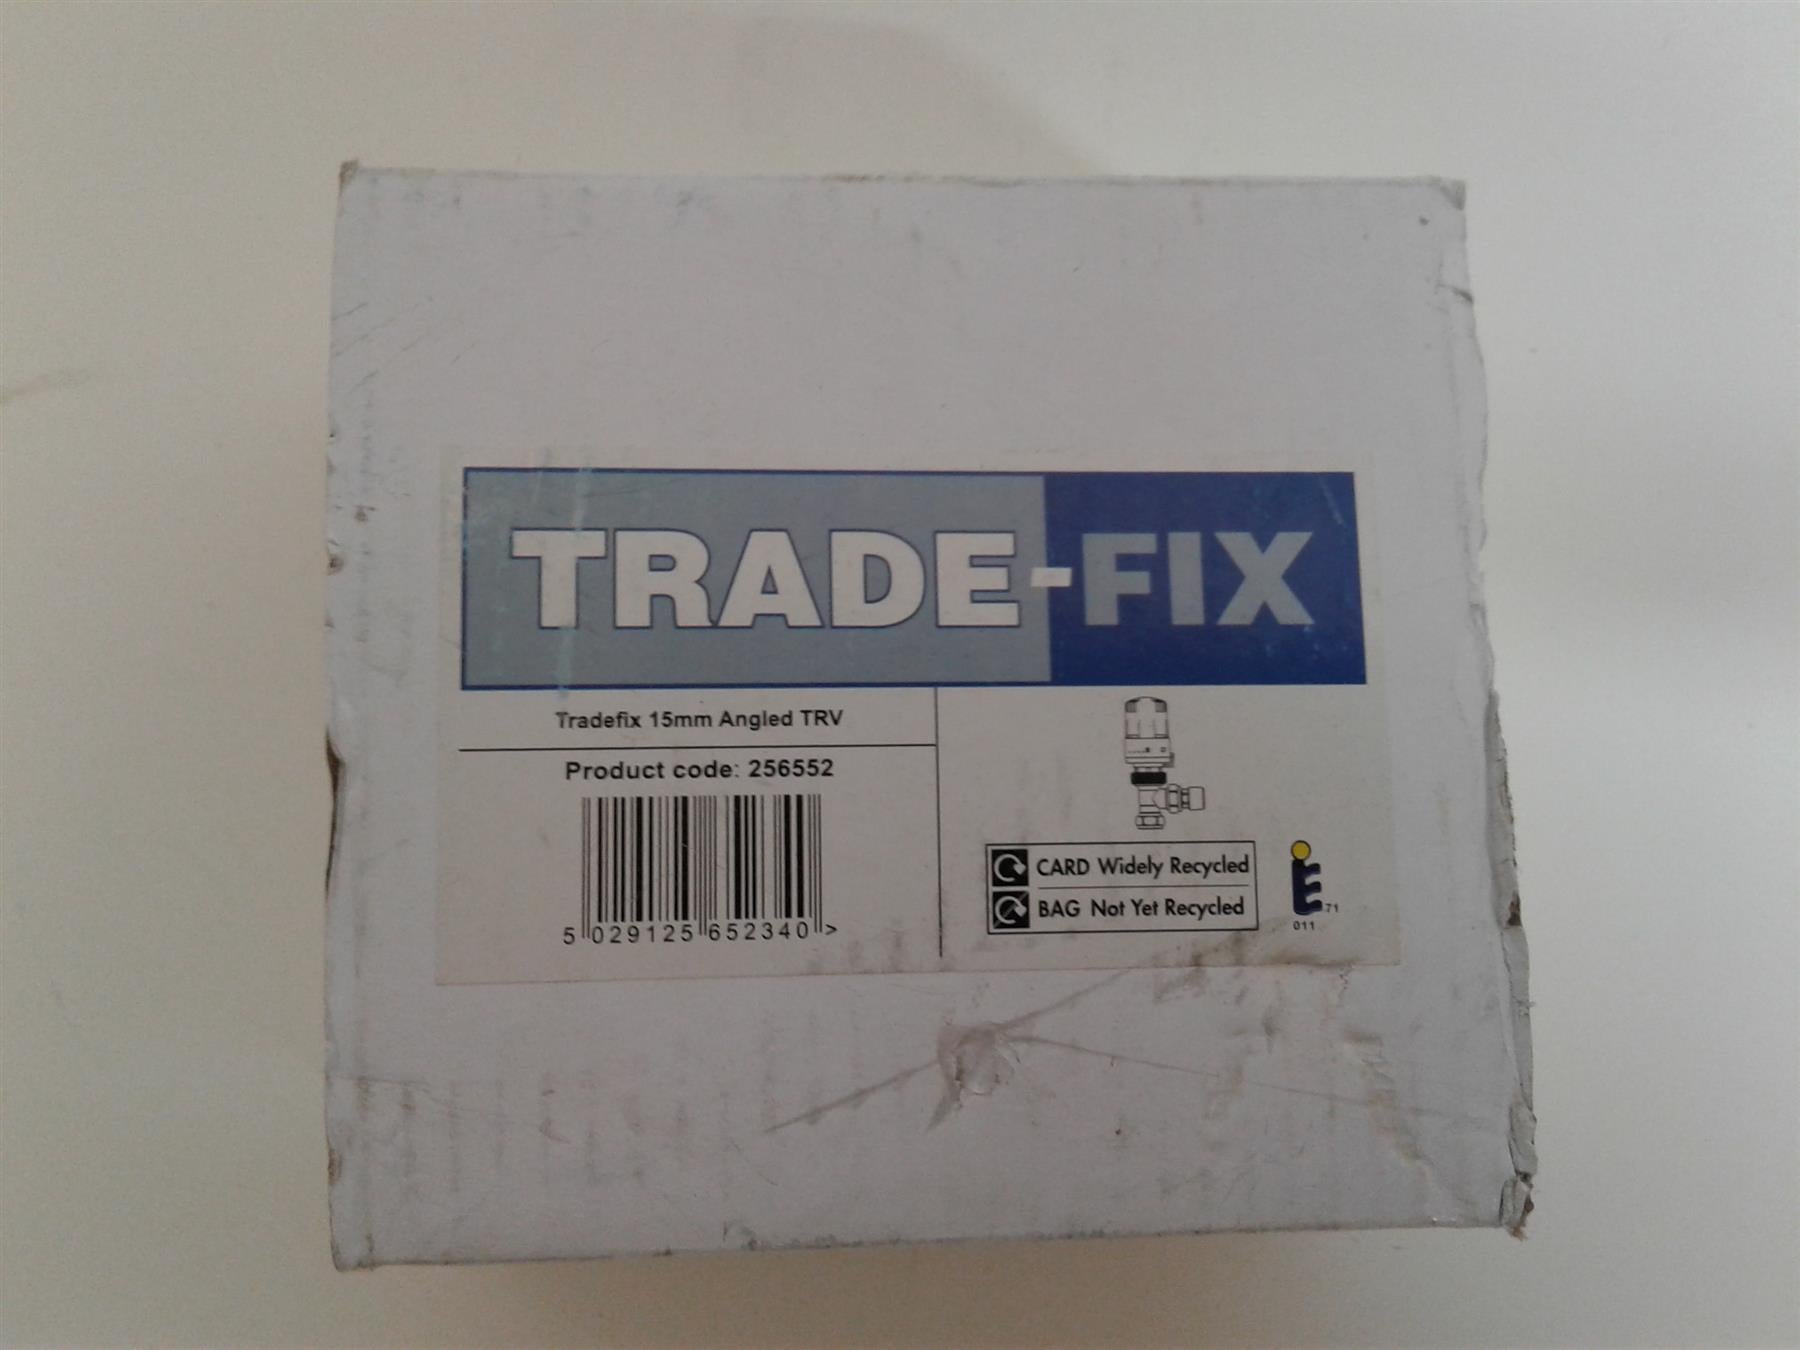 TRADE-FIX
Tradefix 15mm Angled TRV
Product code: 256552
5 029125 652340 >
CARD Widely Recycled
BAG Not Yet Recycled
iE 71
011